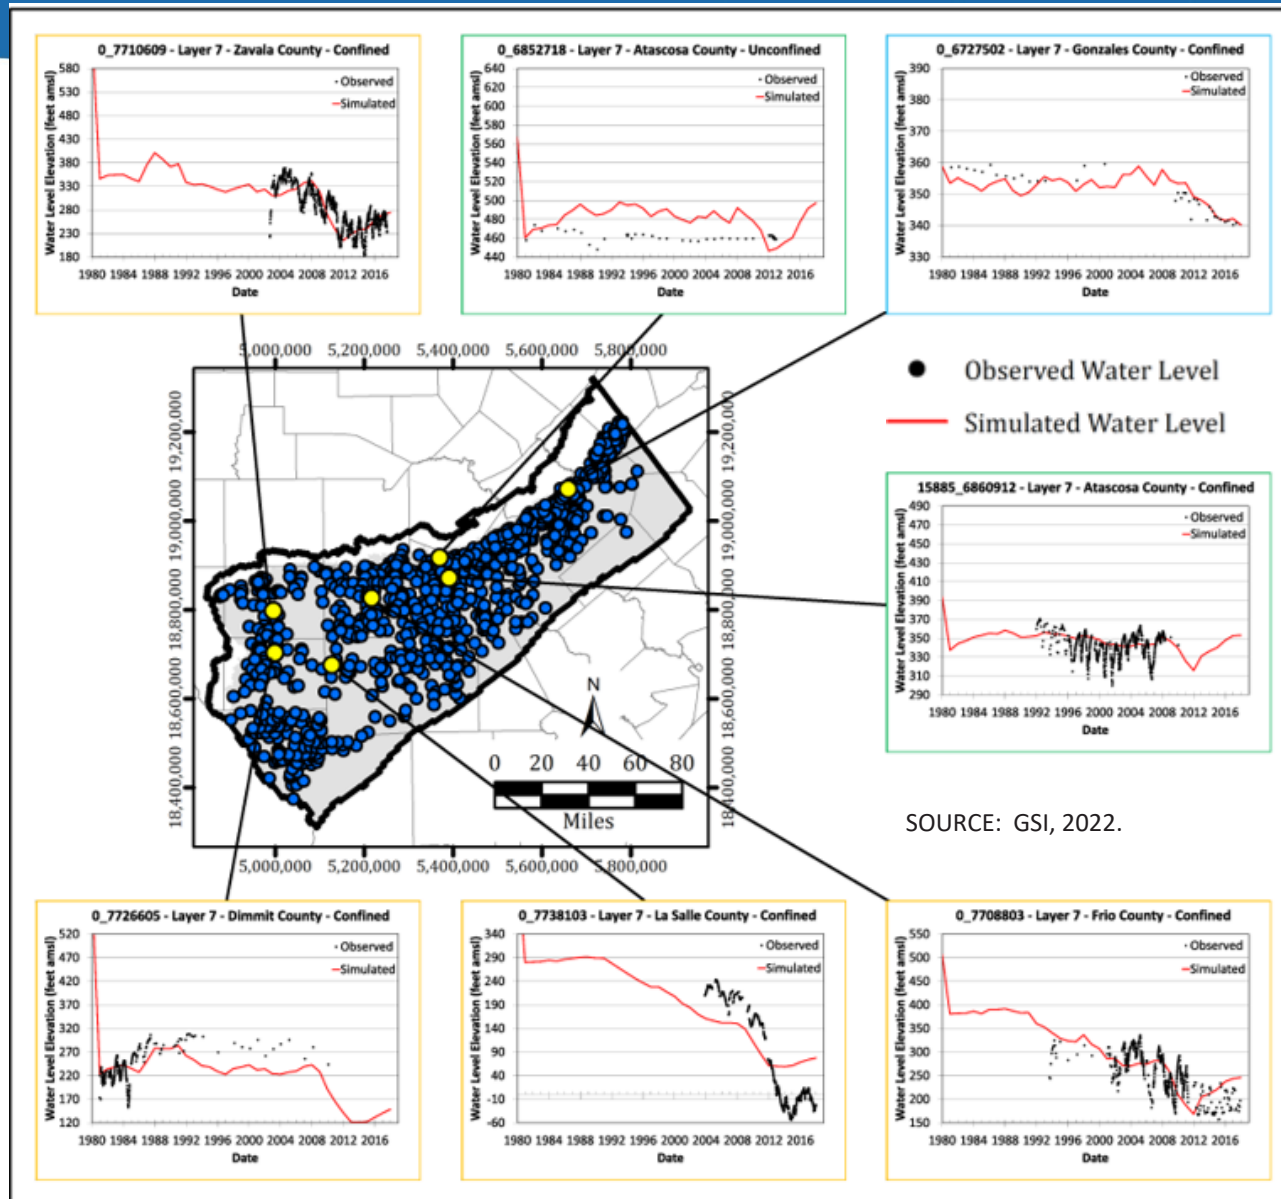 0_7710609 - Layer 7 - Zavala County - Confined
Water Level Elevation (feet amsl)
580
530
480
430
380
330
280
230
180
Observed
Simulated
1980 1984 1988 1992 1996 2000 2004 2008 2012 2016
Date
0_6852718 - Layer 7 - Atascosa County - Unconfined
Water Level Elevation (feet amsl)
640
620
600
580
560
540
520
500
480
460
440
Observed
Simulated
1980 1984 1988 1992 1996 2000 2004 2008 2012 2016
Date
0_6727502 - Layer 7 - Gonzales County - Confined
Water Level Elevation (feet amsl)
390
380
370
360
350
340
330
Observed
Simulated
1980 1984 1988 1992 1996 2000 2004 2008 2012 2016
Date
5,000,000 5,200,000 5,400,000 5,600,000 5,800,000
19,200,000
19,000,000
18,800,000
18,600,000
18,400,000
19,200,000
19,000,000
18,800,000
18,600,000
18,400,000
N
0 20 40 60 80
Miles
5,000,000 5,200,000 5,400,000 5,600,000 5,800,000
Observed Water Level
Simulated Water Level
15885_6860912 - Layer 7 - Atascosa County - Confined
Water Level Elevation (feet amsl)
490
470
450
430
410
390
370
350
330
310
290
Observed
Simulated
1980 1984 1988 1992 1996 2000 2004 2008 2012 2016
Date
SOURCE: GSI, 2022.
0_7726605 - Layer 7 - Dimmit County - Confined
Water Level Elevation (feet amsl)
520
470
420
370
320
270
220
170
120
Observed
Simulated
1980 1984 1988 1992 1996 2000 2004 2008 2012 2016
Date
0_7738103 - Layer 7 - La Salle County - Confined
Water Level Elevation (feet amsl)
340
290
240
190
140
90
40
-10
-60
Observed
Simulated
1980 1984 1988 1992 1996 2000 2004 2008 2012 2016
Date
0_7708803 - Layer 7 - Frio County - Confined
Water Level Elevation (feet amsl)
550
500
450
400
350
300
250
200
150
Observed
Simulated
1980 1984 1988 1992 1996 2000 2004 2008 2012 2016
Date